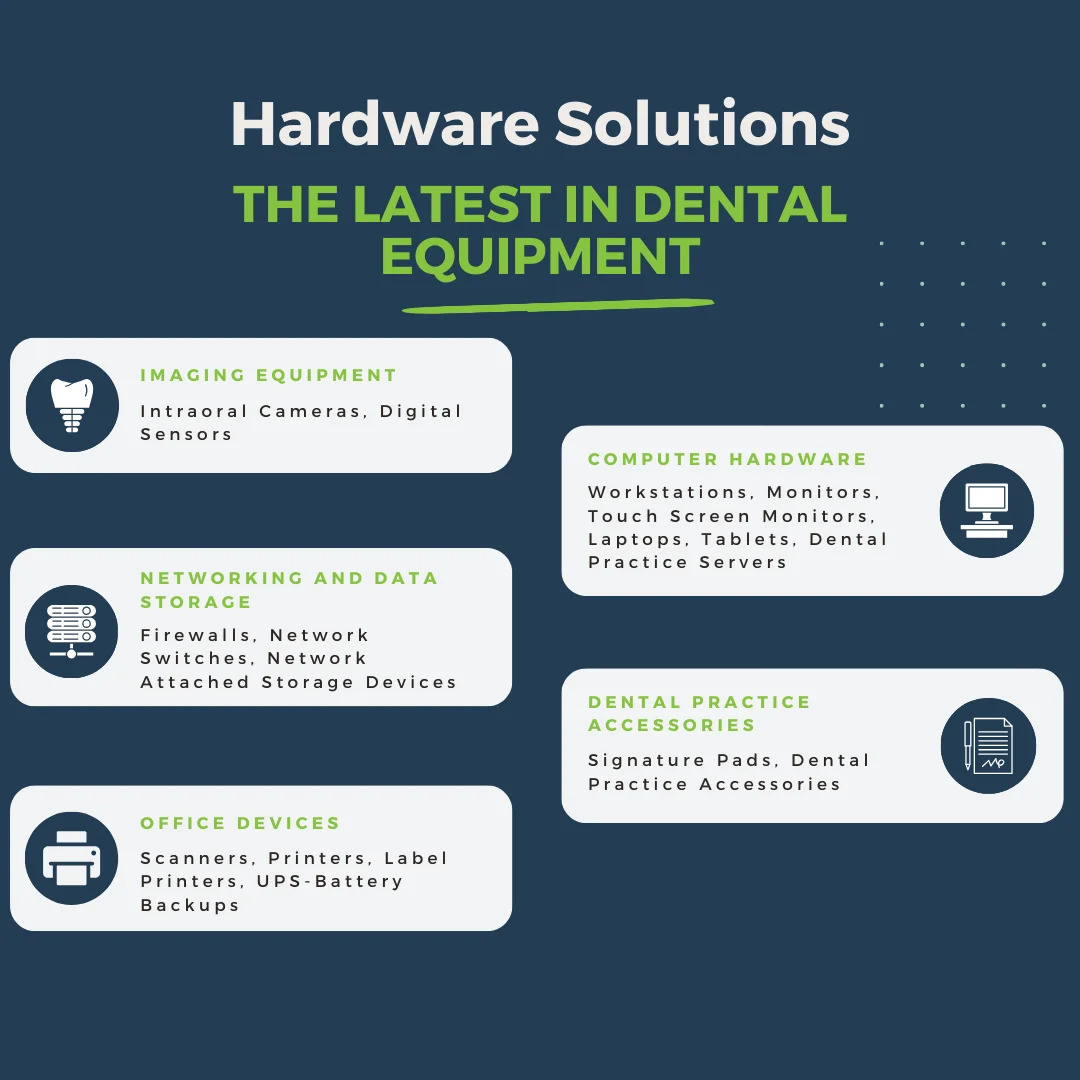 Hardware Solutions
THE LATEST IN DENTAL
EQUIPMENT
IMAGING EQUIPMENT
Intraoral Cameras, Digital
Sensors
COMPUTER HARDWARE
Workstations, Monitors,
Touch Screen Monitors,
Laptops, Tablets, Dental
Practice Servers
NETWORKING AND DATA
STORAGE
Firewalls, Network
Switches, Network
Attached Storage Devices
DENTAL PRACTICE
ACCESSORIES
Signature Pads, Dental
Practice Accessories
OFFICE DEVICES
Scanners, Printers, Label
Printers, UPS-Battery
Backups